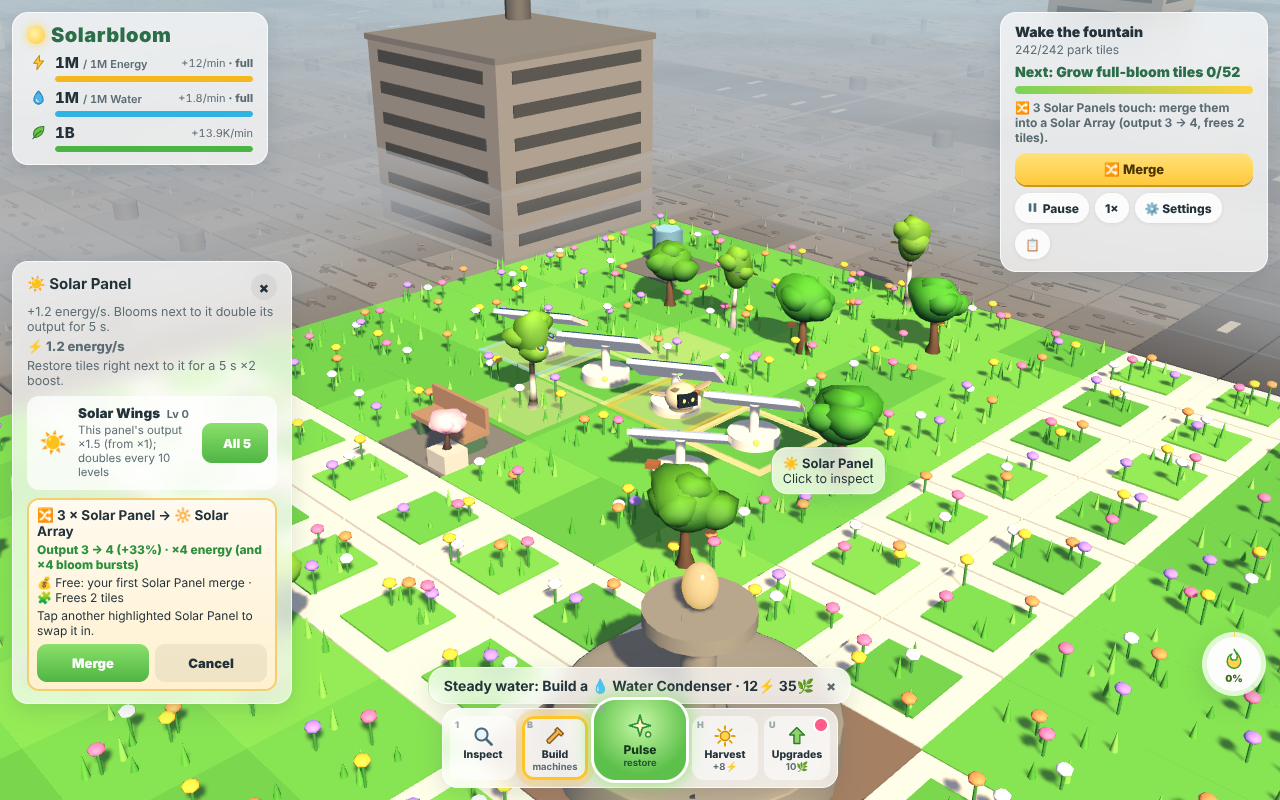 Solarbloom
1M / 1M Energy +12/min · full
1M / 1M Water +1.8/min · full
1B +13.9K/min
Wake the fountain
242/242 park tiles
Next: Grow full-bloom tiles 0/52
🔀 3 Solar Panels touch: merge them
into a Solar Array (output 3 → 4, frees 2
tiles).
🔀 Merge
Pause
1×
⚙️ Settings
☀️ Solar Panel
×
+1.2 energy/s. Blooms next to it double its
output for 5 s.
⚡ 1.2 energy/s
Restore tiles right next to it for a 5 s ×2
boost.
Solar Wings Lv 0
This panel's output
×1.5 (from ×1);
doubles every 10
levels
All 5
🔀 3 × Solar Panel → 🔆 Solar
Array
Output 3 → 4 (+33%) · ×4 energy (and
×4 bloom bursts)
💰 Free: your first Solar Panel merge ·
🧩 Frees 2 tiles
Tap another highlighted Solar Panel to
swap it in.
Merge
Cancel
☀️ Solar Panel
Click to inspect
0%
Steady water: Build a 💧 Water Condenser · 12⚡ 35🌿 ×
1
Inspect
B
Build
machines
Pulse
restore
H
Harvest
+8⚡
U
Upgrades
10🌿